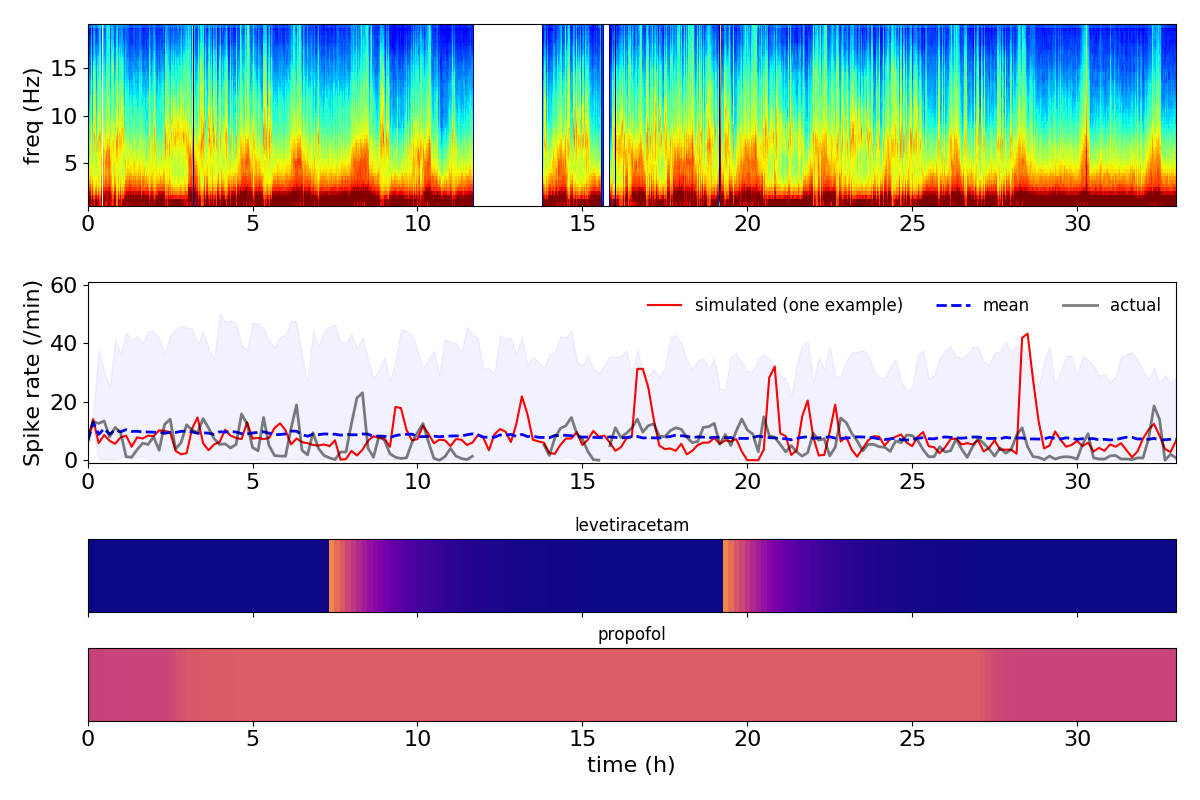 freq (Hz)
15
10
5
0 5 10 15 20 25 30
Spike rate (/min)
60
40
20
0
simulated (one example) mean actual
0 5 10 15 20 25 30
levetiracetam
propofol
0 5 10 15 20 25 30
time (h)